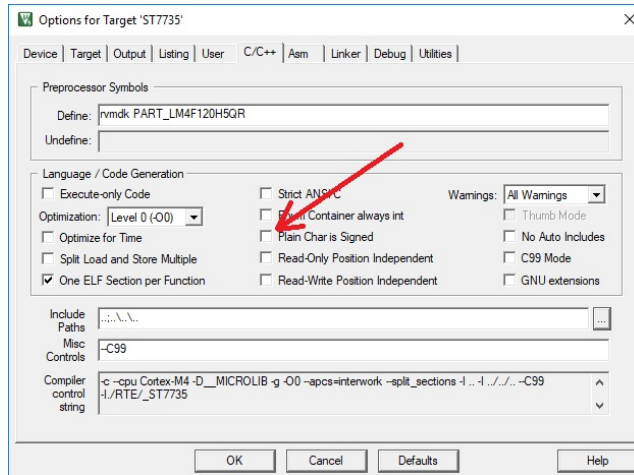 Options for Target 'ST7735'
Device Target Output Listing User C/C++ Asm Linker Debug Utilities
Preprocessor Symbols
Define: rvmdk PART_LM4F120H5QR
Undefine:
Language / Code Generation
Execute-only Code Strict ANSI C Warnings: All Warnings
Optimization: Level 0 (-O0) Container always int Thumb Mode
Optimize for Time Plain Char is Signed No Auto Includes
Split Load and Store Multiple Read-Only Position Independent C99 Mode
One ELF Section per Function Read-Write Position Independent GNU extensions
Include Paths ..;..\..\.. ...
Misc Controls --C99
Compiler control string -c --cpu Cortex-M4 -D__MICROLIB -g -O0 --apcs=interwork --split_sections -I .. -I ../../.. --C99
-I./RTE/_ST7735
OK Cancel Defaults Help